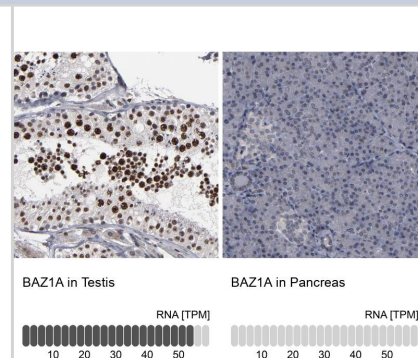 BAZ1A in Testis
BAZ1A in Pancreas
RNA [TPM]
RNA [TPM]
10 20 30 40 50
10 20 30 40 50